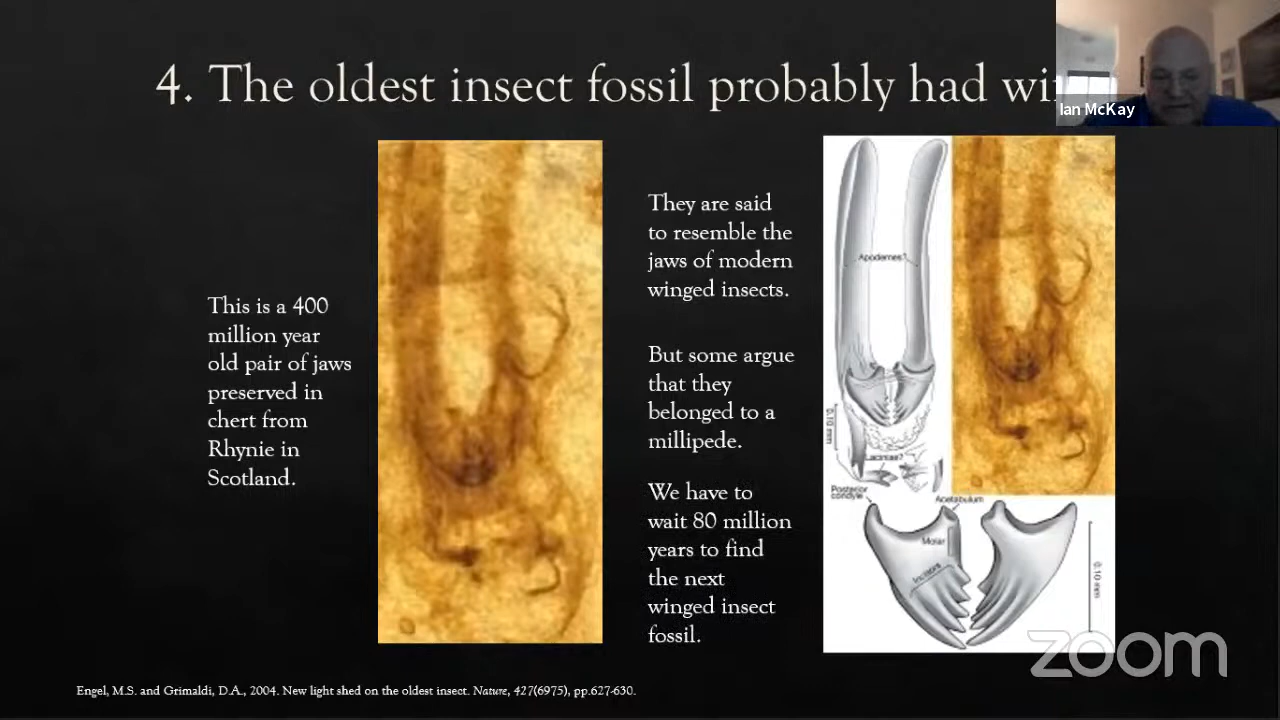 4. The oldest insect fossil probably had wi
Ian McKay
This is a 400
million year
old pair of jaws
preserved in
chert from
Rhynie in
Scotland.
They are said
to resemble the
jaws of modern
winged insects.
But some argue
that they
belonged to a
millipede.
We have to
wait 80 million
years to find
the next
winged insect
fossil.
Apodemes?
0.10 mm
Laciniae?
Posterior
condyle
Acetabulum
Molar
Incisors
0.10 mm
zoom
Engel, M.S. and Grimaldi, D.A., 2004. New light shed on the oldest insect. Nature, 427(6975), pp.627-630.